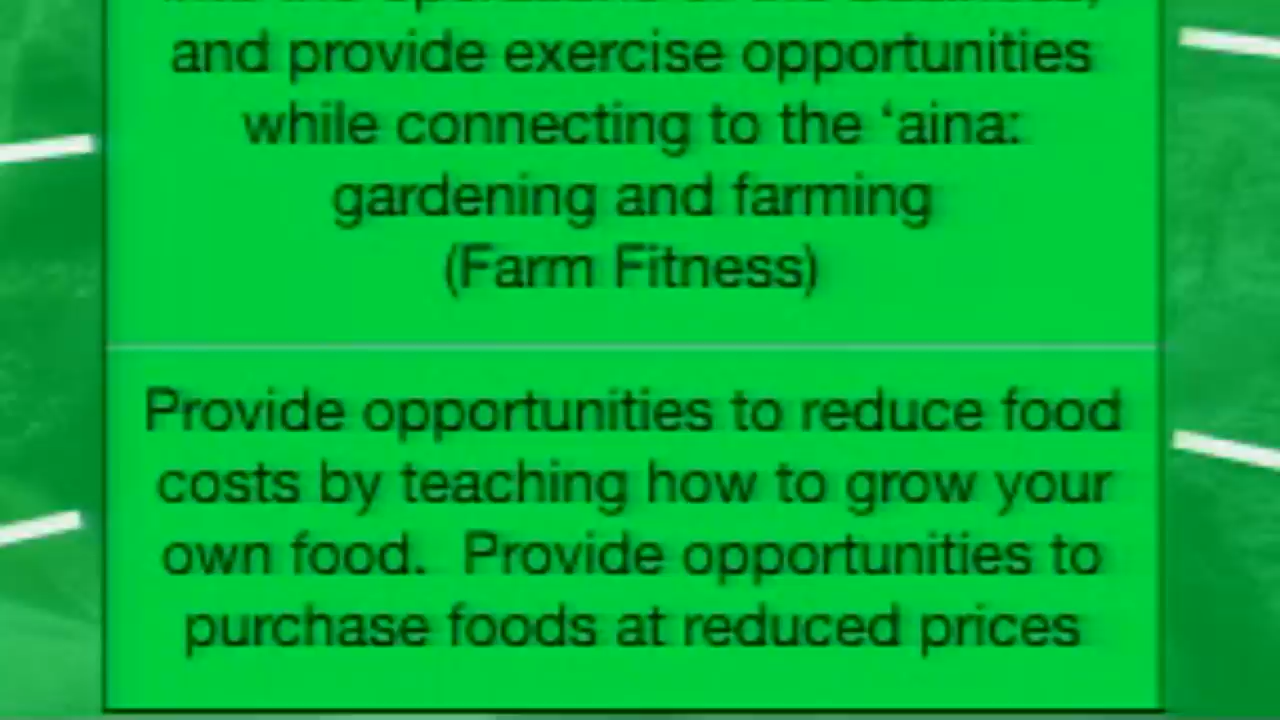 and provide exercise opportunities
while connecting to the ‘aina:
gardening and farming
(Farm Fitness)
Provide opportunities to reduce food
costs by teaching how to grow your
own food.  Provide opportunities to
purchase foods at reduced prices